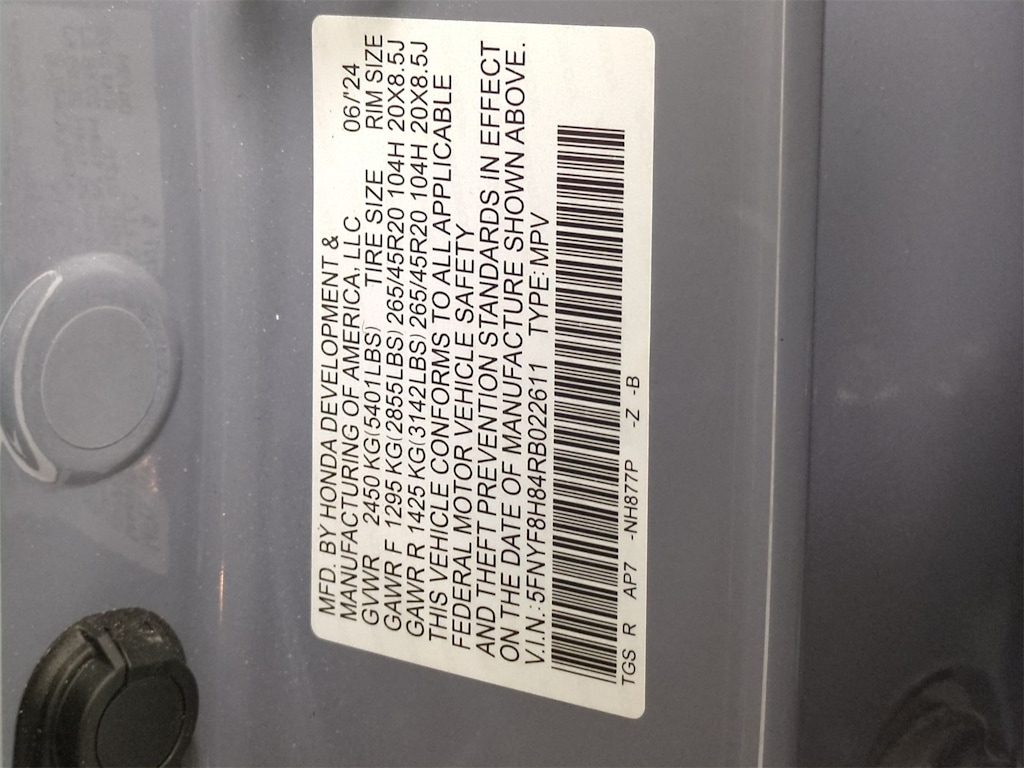 MFD. BY HONDA DEVELOPMENT &
MANUFACTURING OF AMERICA, LLC 06/'24
GVWR 2450 KG(5401LBS) TIRE SIZE RIM SIZE
GAWR F 1295 KG(2855LBS) 265/45R20 104H 20X8.5J
GAWR R 1425 KG(3142LBS) 265/45R20 104H 20X8.5J
THIS VEHICLE CONFORMS TO ALL APPLICABLE
FEDERAL MOTOR VEHICLE SAFETY
AND THEFT PREVENTION STANDARDS IN EFFECT
ON THE DATE OF MANUFACTURE SHOWN ABOVE.
V.I.N.:5FNYF8H84RB022611 TYPE:MPV
TGS R AP7 -NH877P -Z -B